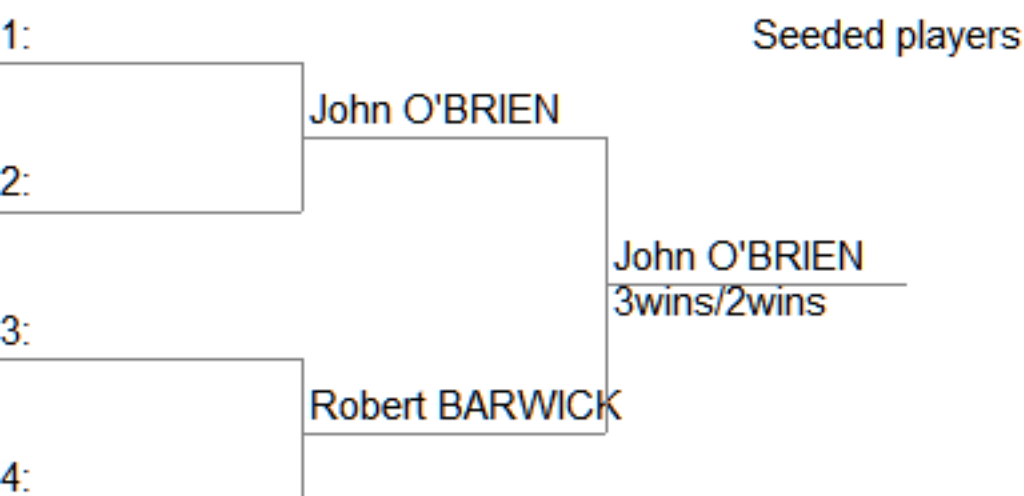 1:
Seeded players
John O'BRIEN
2:
John O'BRIEN
3wins/2wins
3:
Robert BARWICK
4: